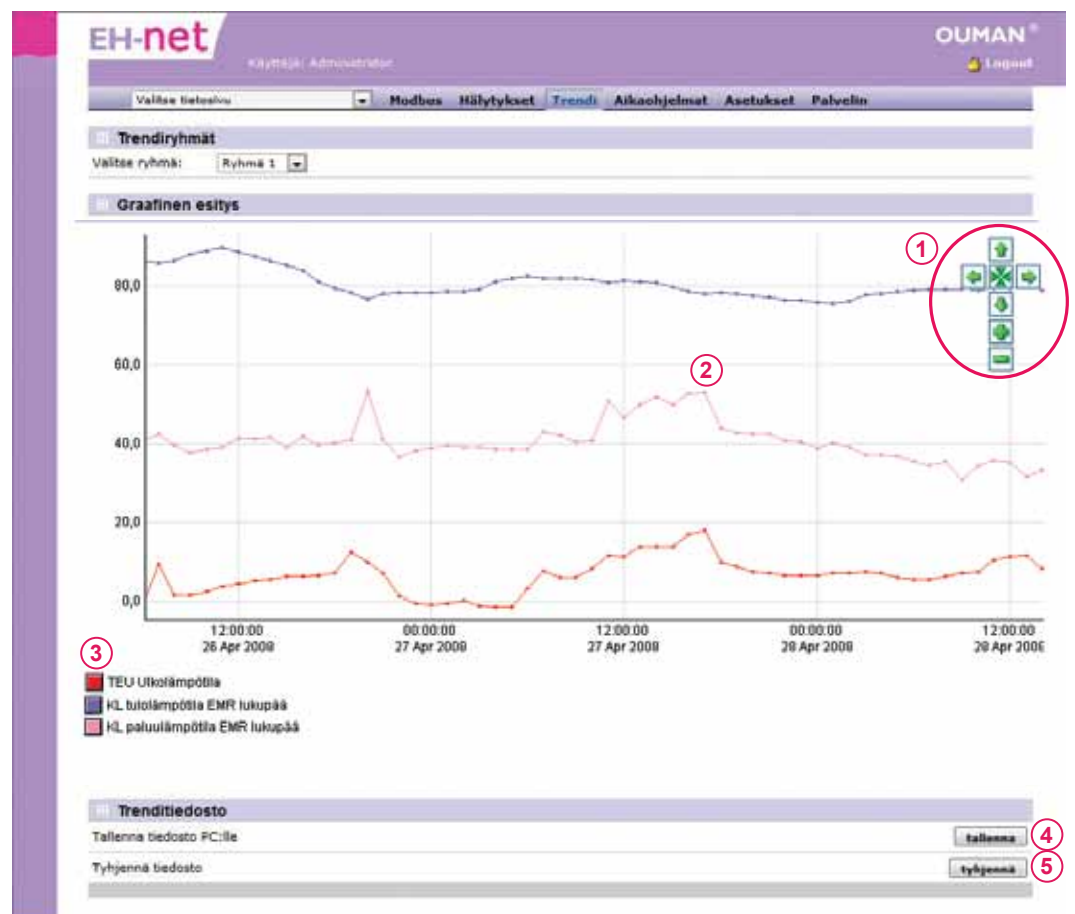 EH-net
OUMAN®
Käyttäjä: Administrator
Logout
Valitse tietosivu
Modbus Hälytykset Trendi Aikaohjelmat Asetukset Palvelin
Trendiryhmät
Valitse ryhmä: Ryhmä 1
Graafinen esitys
1
80,0
60,0
2
40,0
20,0
0,0
12:00:00 00:00:00 12:00:00 00:00:00 12:00:00
26 Apr 2008 27 Apr 2008 27 Apr 2008 28 Apr 2008 28 Apr 2008
3
TEU Ulkolämpötila
KL tulolämpötila EMR lukupää
KL paluulämpötila EMR lukupää
Trenditiedosto
Tallenna tiedosto PC:lle tallenna 4
Tyhjennä tiedosto tyhjennä 5